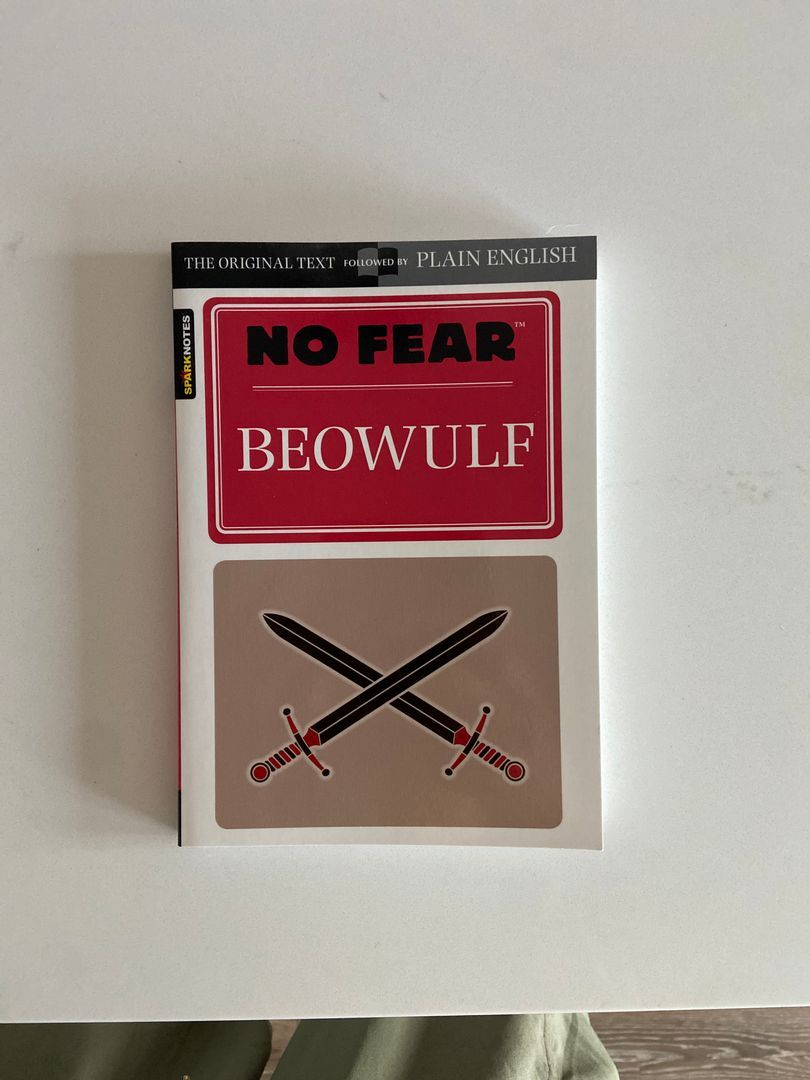 THE ORIGINAL TEXT FOLLOWED BY PLAIN ENGLISH
SPARKNOTES
NO FEAR™
BEOWULF